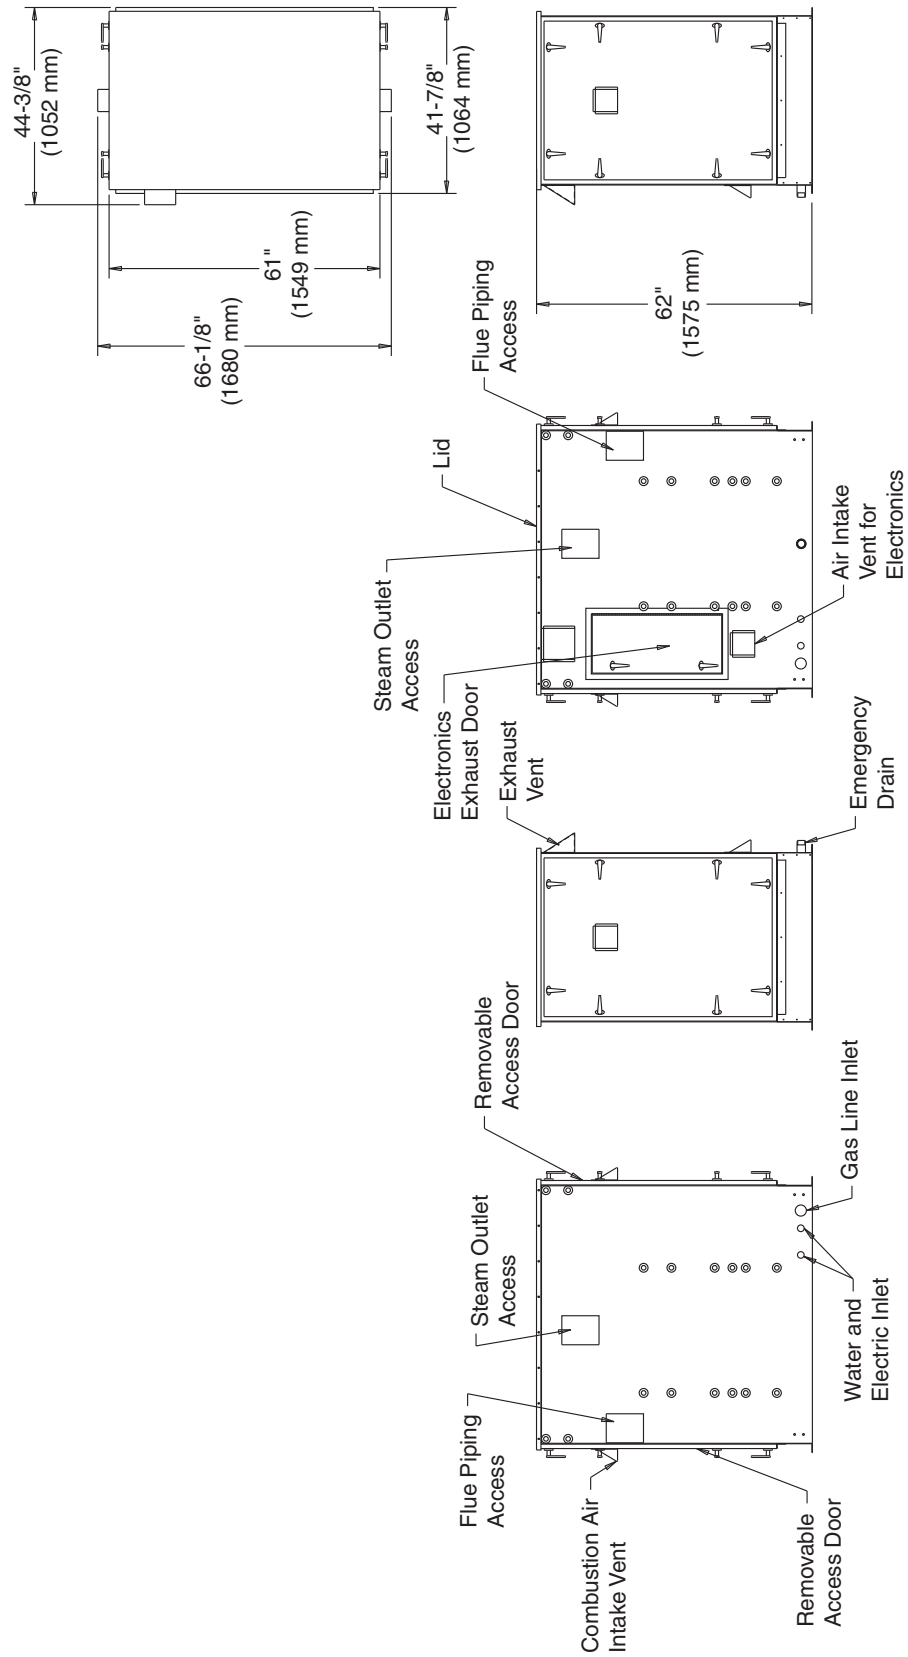 44-3/8"
(1052 mm)
41-7/8"
(1064 mm)
61"
(1549 mm)
66-1/8"
(1680 mm)
62"
(1575 mm)
Flue Piping
Access
Lid
Steam Outlet
Access
Electronics
Exhaust Door
Exhaust
Vent
Air Intake
Vent for
Electronics
Emergency
Drain
Removable
Access Door
Steam Outlet
Access
Flue Piping
Access
Gas Line Inlet
Water and
Electric Inlet
Combustion Air
Intake Vent
Removable
Access Door